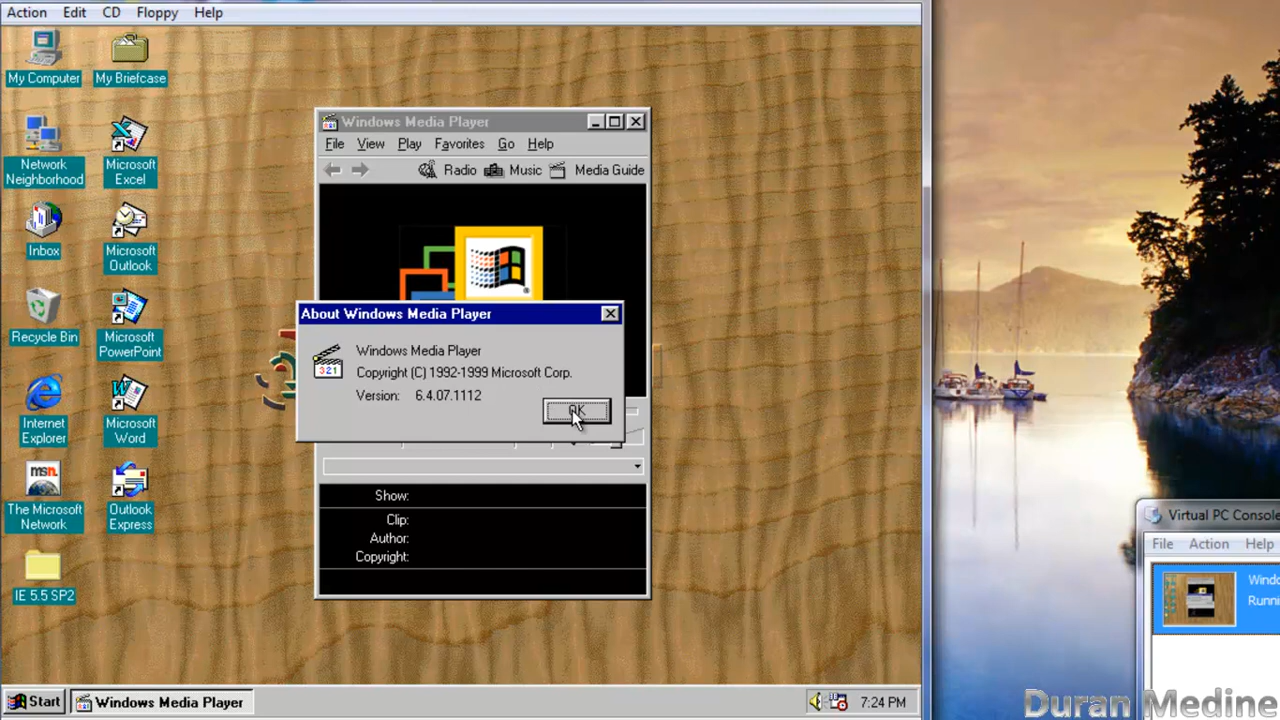 Action Edit CD Floppy Help
My Computer
My Briefcase
Network
Neighborhood
Microsoft
Excel
Inbox
Microsoft
Outlook
Recycle Bin
Microsoft
PowerPoint
Internet
Explorer
Microsoft
Word
msn.
The Microsoft
Network
Outlook
Express
IE 5.5 SP2
Windows Media Player
File View Play Favorites Go Help
Radio Music Media Guide
About Windows Media Player
321
Windows Media Player
Copyright (C) 1992-1999 Microsoft Corp.
Version: 6.4.07.1112
OK
Show:
Clip:
Author:
Copyright:
Start
Windows Media Player
7:24 PM
Virtual PC Console
File Action Help
Windo
Runni
Duran Medine